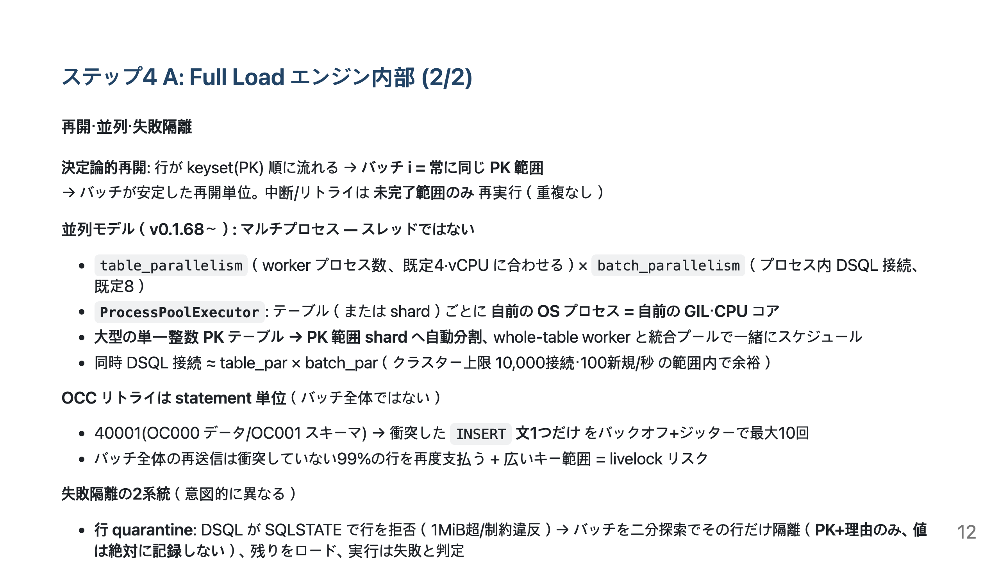 ステップ4 A: Full Load エンジン内部 (2/2)
再開·並列·失敗隔離
決定論的再開: 行が keyset(PK) 順に流れる → バッチ i = 常に同じ PK 範囲
→ バッチが安定した再開単位。中断/リトライは 未完了範囲のみ 再実行（重複なし）
並列モデル（v0.1.68~）: マルチプロセス — スレッドではない
table_parallelism（worker プロセス数、既定4·vCPU に合わせる）× batch_parallelism（プロセス内 DSQL 接続、
既定8）
ProcessPoolExecutor: テーブル（または shard）ごとに 自前の OS プロセス = 自前の GIL·CPU コア
大型の単一整数 PK テーブル → PK 範囲 shard へ自動分割、whole-table worker と統合プールで一緒にスケジュール
同時 DSQL 接続 ≈ table_par × batch_par（クラスター上限 10,000接続·100新規/秒 の範囲内で余裕）
OCC リトライは statement 単位（バッチ全体ではない）
40001(OC000 データ/OC001 スキーマ) → 衝突した INSERT 文1つだけ をバックオフ+ジッターで最大10回
バッチ全体の再送信は衝突していない99%の行を再度支払う + 広いキー範囲 = livelock リスク
失敗隔離の2系統（意図的に異なる）
行 quarantine: DSQL が SQLSTATE で行を拒否（1MiB超/制約違反）→ バッチを二分探索でその行だけ隔離（PK+理由のみ、値
は絶対に記録しない）、残りをロード、実行は失敗と判定
12